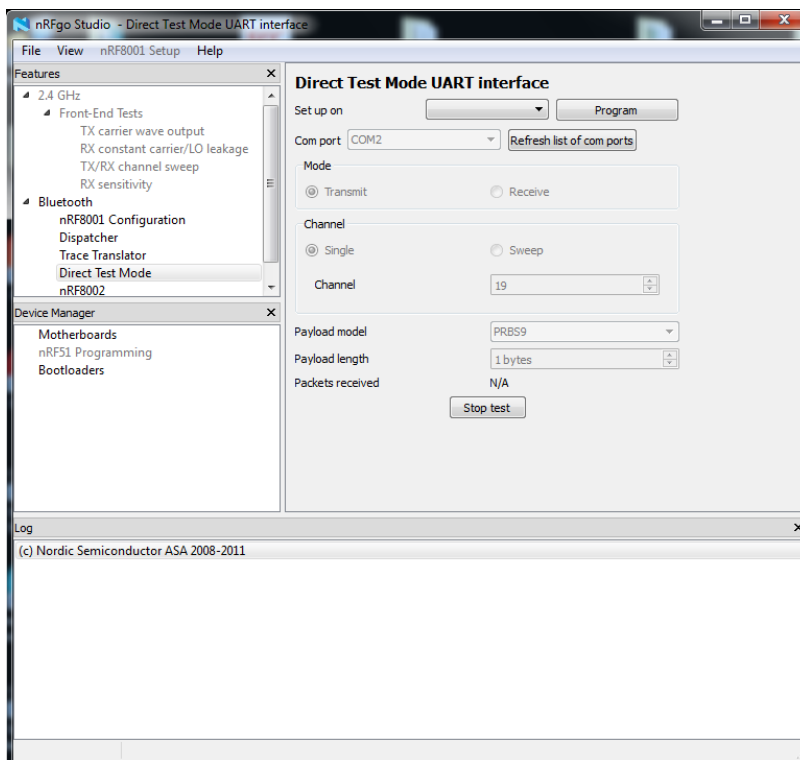 nRFgo Studio - Direct Test Mode UART interface
File View nRF8001 Setup Help
Features
2.4 GHz
Front-End Tests
TX carrier wave output
RX constant carrier/LO leakage
TX/RX channel sweep
RX sensitivity
Bluetooth
nRF8001 Configuration
Dispatcher
Trace Translator
Direct Test Mode
nRF8002
Device Manager
Motherboards
nRF51 Programming
Bootloaders
Direct Test Mode UART interface
Set up on Program
Com port COM2 Refresh list of com ports
Mode
Transmit Receive
Channel
Single Sweep
Channel 19
Payload model PRBS9
Payload length 1 bytes
Packets received N/A
Stop test
Log
(c) Nordic Semiconductor ASA 2008-2011